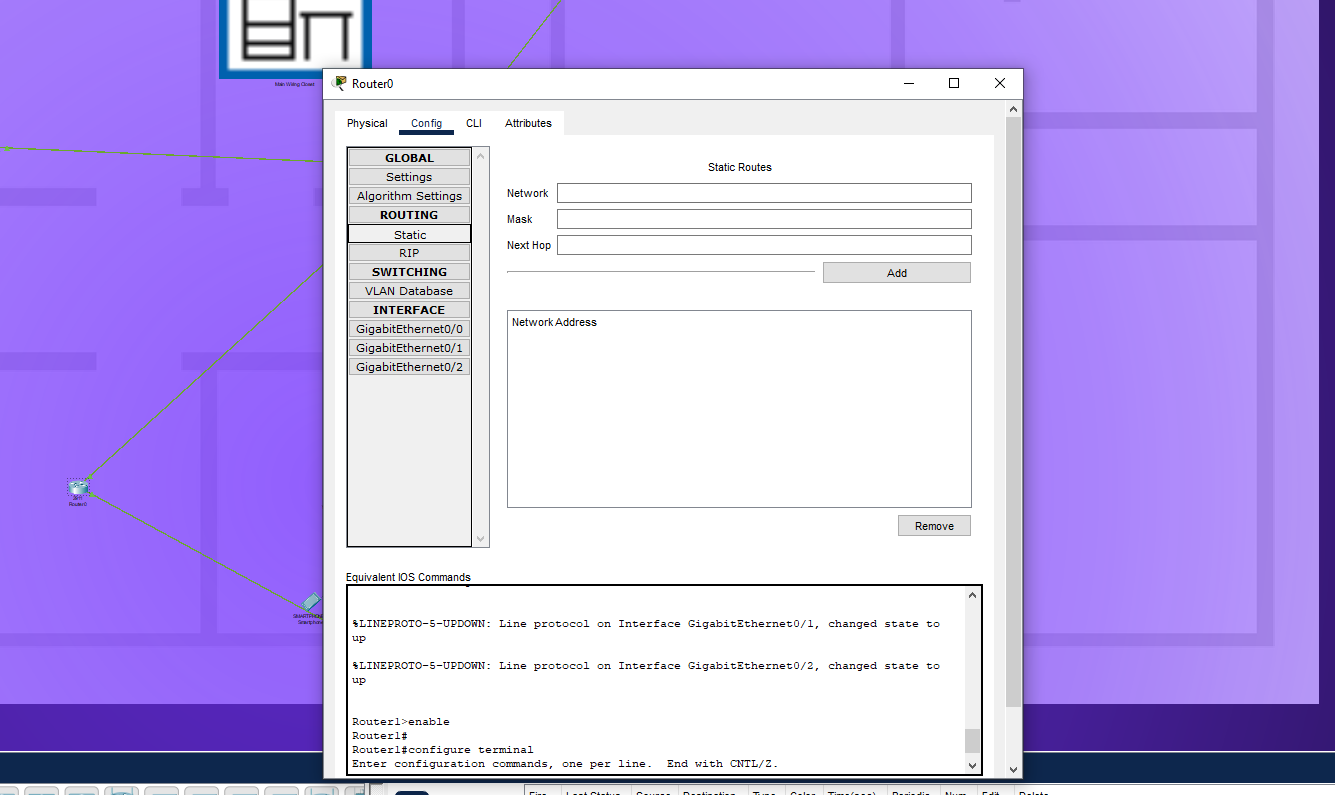 Main Wiring Closet
Router0
Physical
Config
CLI
Attributes
GLOBAL
Settings
Algorithm Settings
ROUTING
Static
RIP
SWITCHING
VLAN Database
INTERFACE
GigabitEthernet0/0
GigabitEthernet0/1
GigabitEthernet0/2
Static Routes
Network
Mask
Next Hop
Add
Network Address
Remove
Router0
Equivalent IOS Commands
%LINEPROTO-5-UPDOWN: Line protocol on Interface GigabitEthernet0/1, changed state to
up
%LINEPROTO-5-UPDOWN: Line protocol on Interface GigabitEthernet0/2, changed state to
up
Router1>enable
Router1#
Router1#configure terminal
Enter configuration commands, one per line.  End with CNTL/Z.
Fire
Last Status
Source
Destination
Type
Color
Time(sec)
Periodic
Num
Edit
Delete